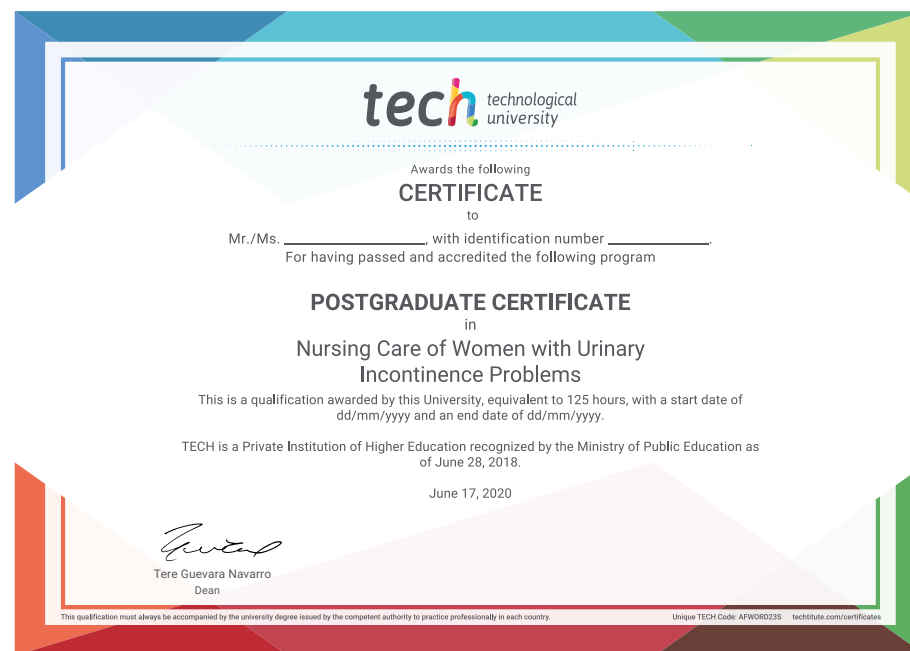 tech technological
university
Awards the following
CERTIFICATE
to
Mr./Ms. ____________________, with identification number ______________.
For having passed and accredited the following program
POSTGRADUATE CERTIFICATE
in
Nursing Care of Women with Urinary
Incontinence Problems
This is a qualification awarded by this University, equivalent to 125 hours, with a start date of
dd/mm/yyyy and an end date of dd/mm/yyyy.
TECH is a Private Institution of Higher Education recognized by the Ministry of Public Education as
of June 28, 2018.
June 17, 2020
Tere Guevara Navarro
Dean
This qualification must always be accompanied by the university degree issued by the competent authority to practice professionally in each country.
Unique TECH Code: AFWORD23S techtitute.com/certificates